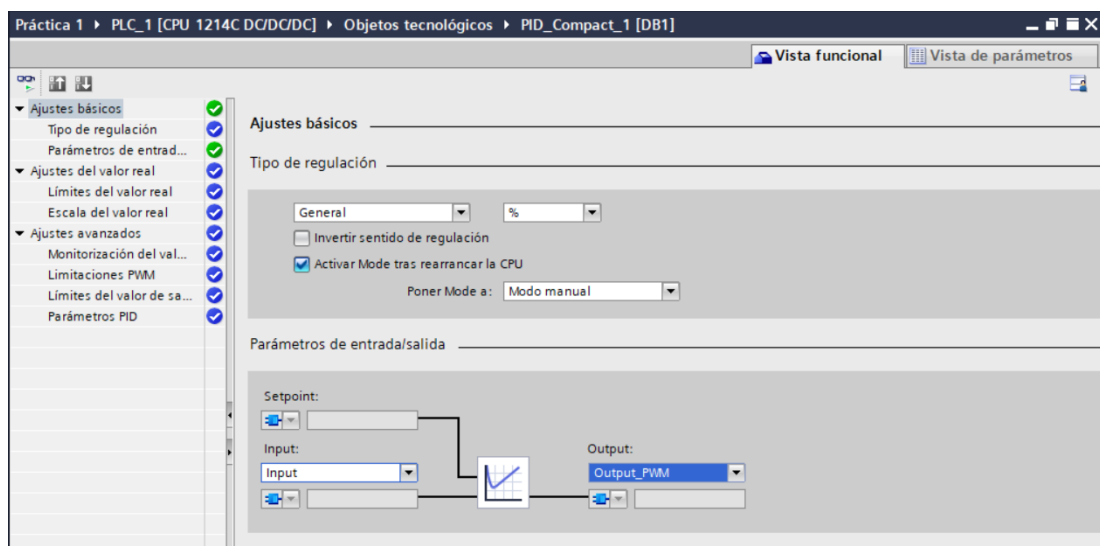 Práctica 1 ▸ PLC_1 [CPU 1214C DC/DC/DC] ▸ Objetos tecnológicos ▸ PID_Compact_1 [DB1]
Vista funcional
Vista de parámetros
Ajustes básicos
Tipo de regulación
Parámetros de entrad...
Ajustes del valor real
Límites del valor real
Escala del valor real
Ajustes avanzados
Monitorización del val...
Limitaciones PWM
Límites del valor de sa...
Parámetros PID
Ajustes básicos
Tipo de regulación
General
%
Invertir sentido de regulación
Activar Mode tras rearrancar la CPU
Poner Mode a: Modo manual
Parámetros de entrada/salida
Setpoint:
Input:
Input
Output:
Output_PWM